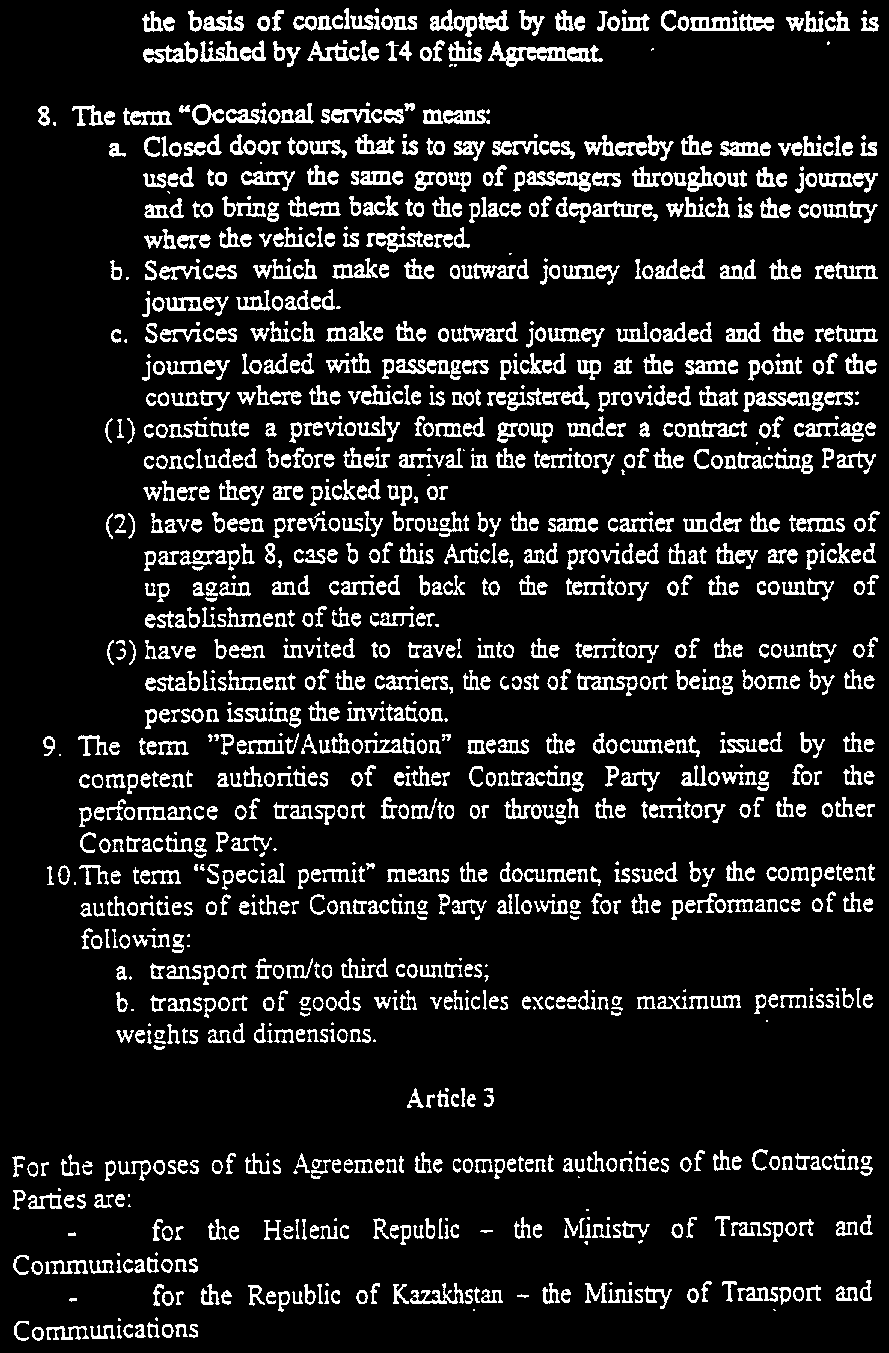 the basis of conclusions adopted by the Joint Committee which is
established by Article 14 of this Agreement.
8. The term “Occasional services” means:
a. Closed door tours, that is to say services, whereby the same vehicle is
used to carry the same group of passengers throughout the journey
and to bring them back to the place of departure, which is the country
where the vehicle is registered.
b. Services which make the outward journey loaded and the return
journey unloaded.
c. Services which make the outward journey unloaded and the return
journey loaded with passengers picked up at the same point of the
country where the vehicle is not registered, provided that passengers:
(1) constitute a previously formed group under a contract of carriage
concluded before their arrival in the territory of the Contracting Party
where they are picked up, or
(2) have been previously brought by the same carrier under the terms of
paragraph 8, case b of this Article, and provided that they are picked
up again and carried back to the territory of the country of
establishment of the carrier.
(3) have been invited to travel into the territory of the country of
establishment of the carriers, the cost of transport being borne by the
person issuing the invitation.
9. The term ”Permit/Authorization” means the document, issued by the
competent authorities of either Contracting Party allowing for the
performance of transport from/to or through the territory of the other
Contracting Party.
10.The term “Special permit” means the document, issued by the competent
authorities of either Contracting Party allowing for the performance of the
following:
a. transport from/to third countries;
b. transport of goods with vehicles exceeding maximum permissible
weights and dimensions.
Article 3
For the purposes of this Agreement the competent authorities of the Contracting
Parties are:
- for the Hellenic Republic – the Ministry of Transport and
Communications
- for the Republic of Kazakhstan – the Ministry of Transport and
Communications